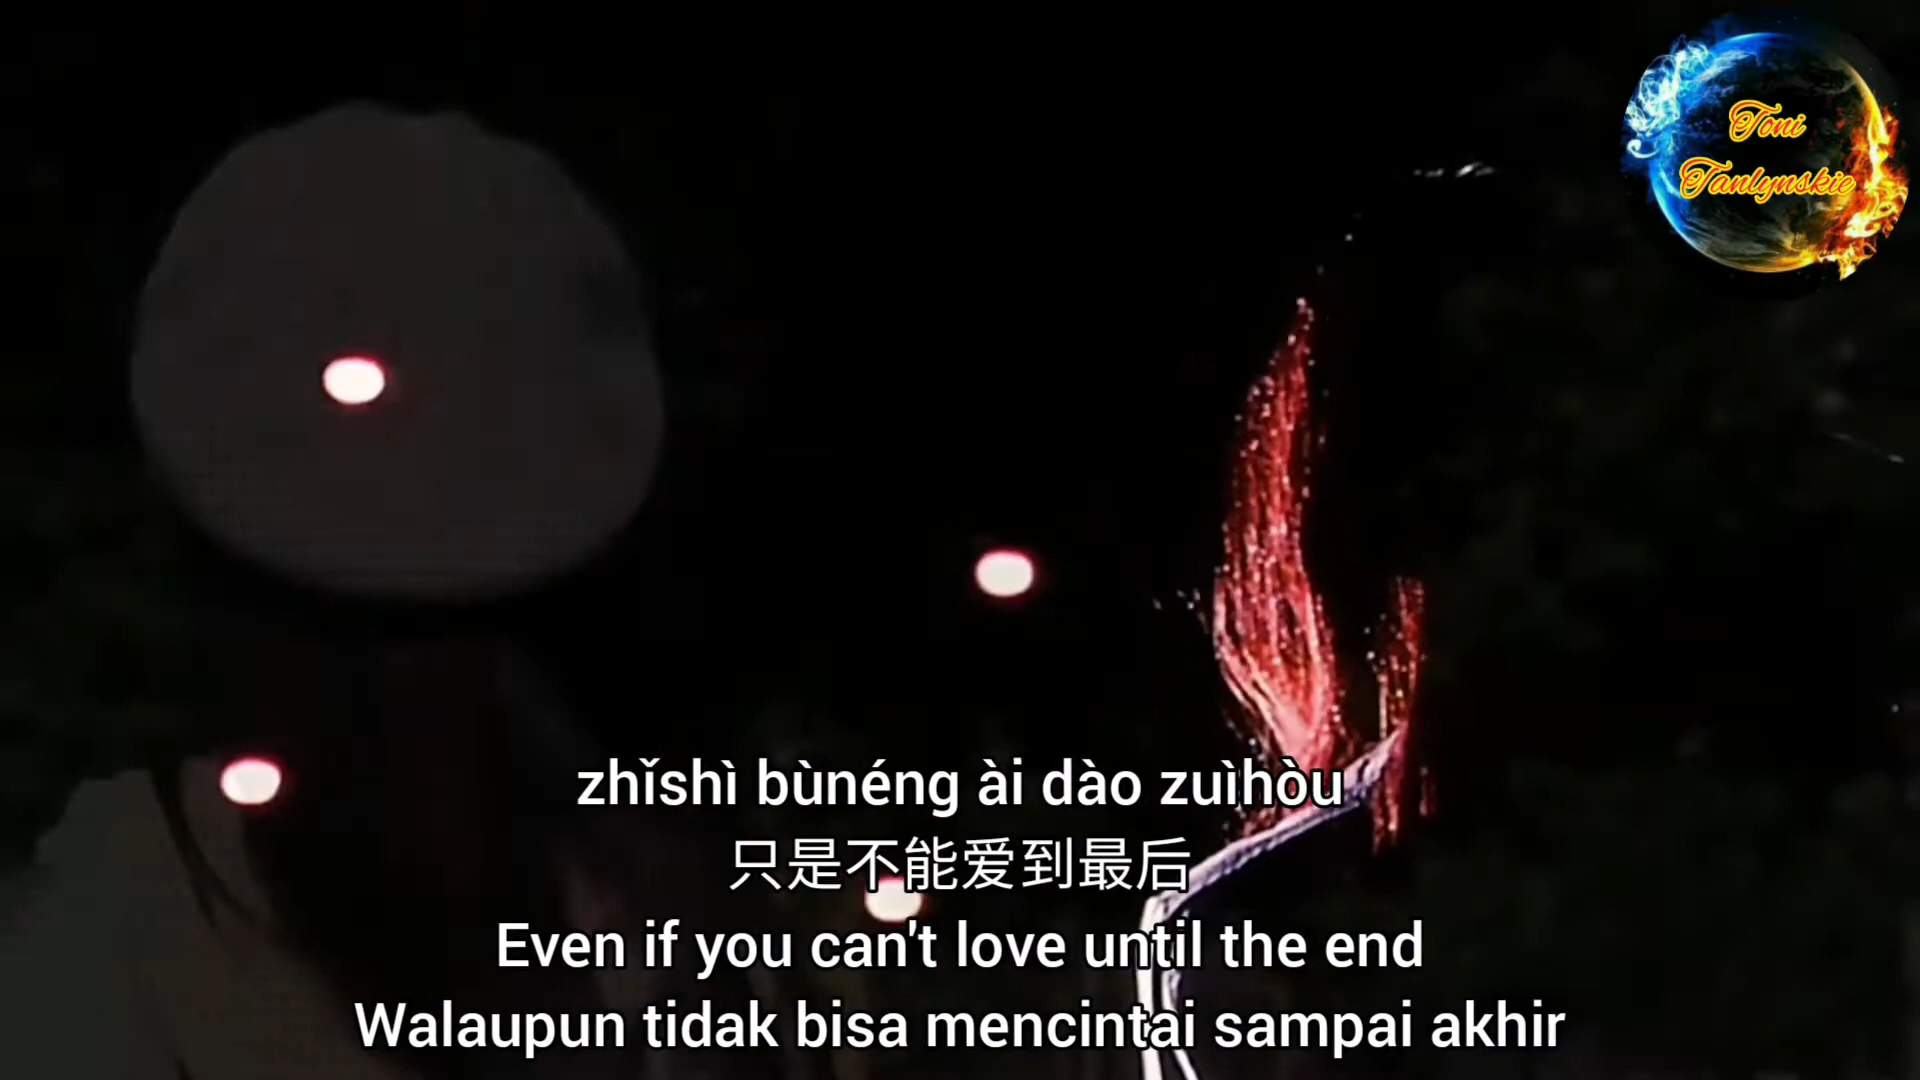 Toni
Tanlynskie
zhǐshì bùnéng ài dào zuìhòu
只是不能爱到最后
Even if you can't love until the end
Walaupun tidak bisa mencintai sampai akhir